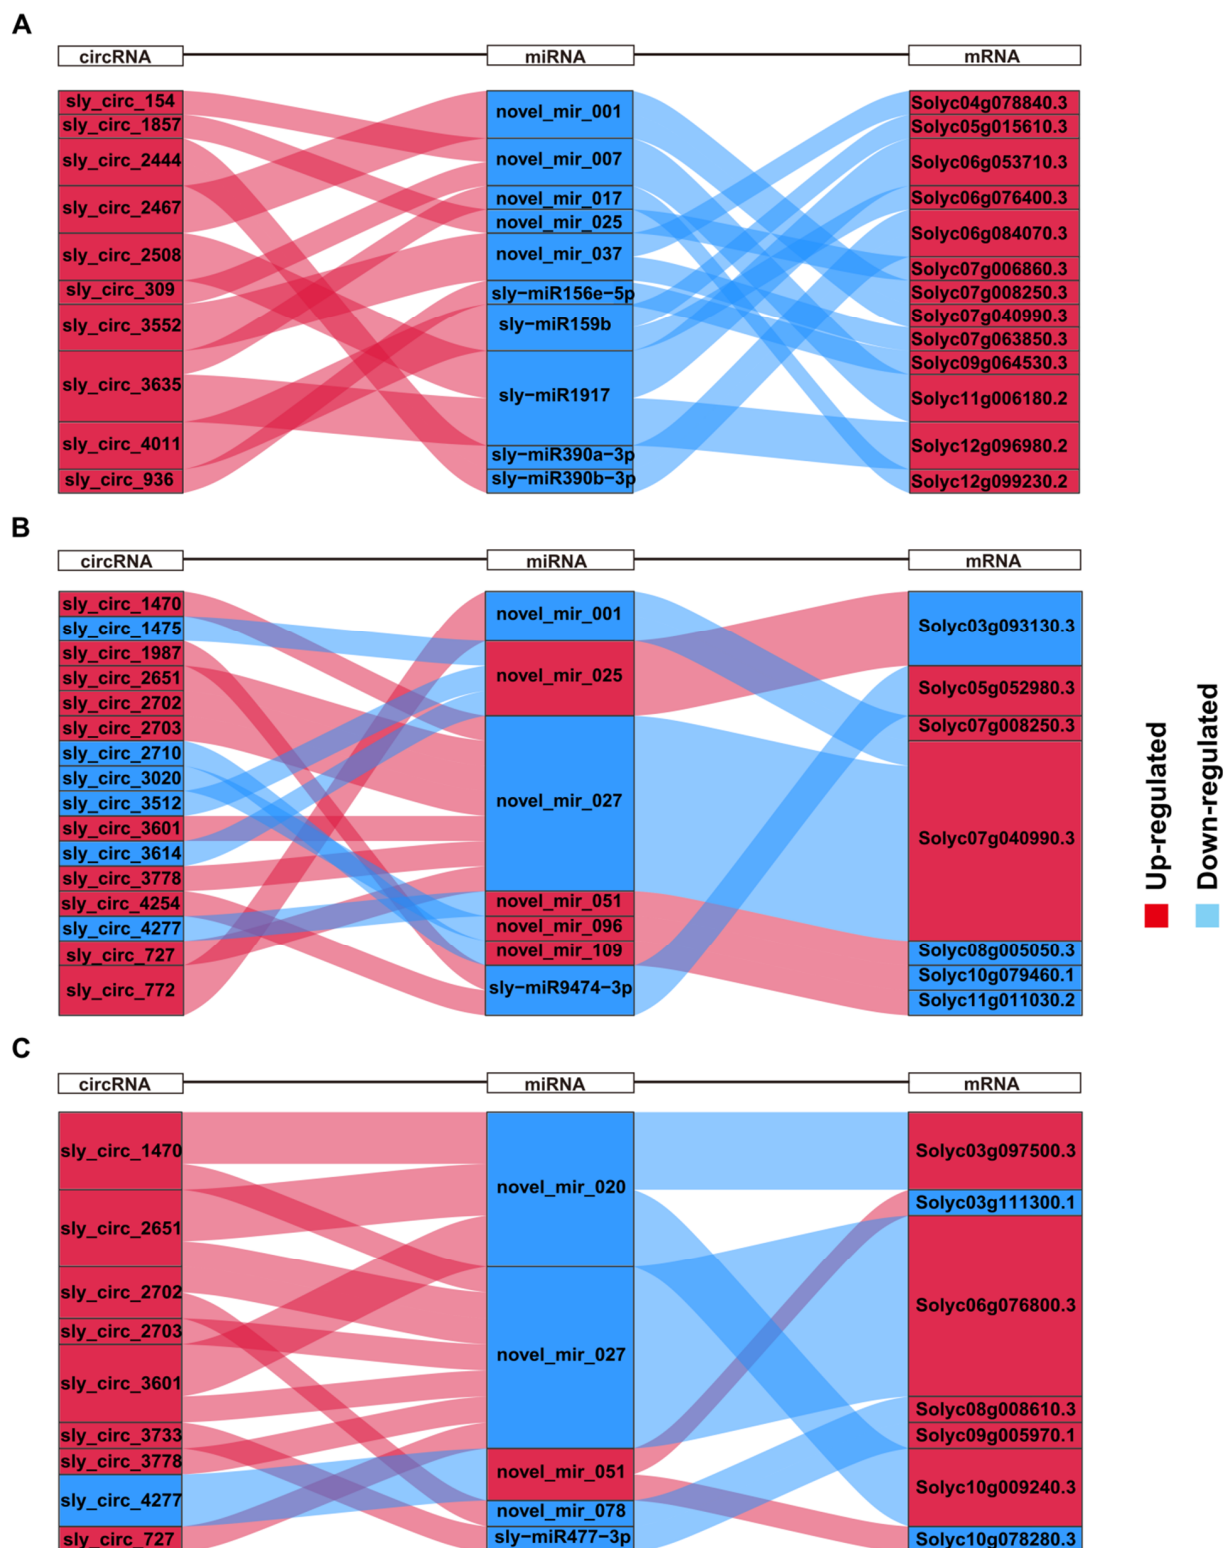 A
circRNA miRNA mRNA
sly_circ_154
sly_circ_1857
sly_circ_2444
sly_circ_2467
sly_circ_2508
sly_circ_309
sly_circ_3552
sly_circ_3635
sly_circ_4011
sly_circ_936
novel_mir_001
novel_mir_007
novel_mir_017
novel_mir_025
novel_mir_037
sly−miR156e−5p
sly−miR159b
sly−miR1917
sly−miR390a−3p
sly−miR390b−3p
Solyc04g078840.3
Solyc05g015610.3
Solyc06g053710.3
Solyc06g076400.3
Solyc06g084070.3
Solyc07g006860.3
Solyc07g008250.3
Solyc07g040990.3
Solyc07g063850.3
Solyc09g064530.3
Solyc11g006180.2
Solyc12g096980.2
Solyc12g099230.2
B
circRNA miRNA mRNA
sly_circ_1470
sly_circ_1475
sly_circ_1987
sly_circ_2651
sly_circ_2702
sly_circ_2703
sly_circ_2710
sly_circ_3020
sly_circ_3512
sly_circ_3601
sly_circ_3614
sly_circ_3778
sly_circ_4254
sly_circ_4277
sly_circ_727
sly_circ_772
novel_mir_001
novel_mir_025
novel_mir_027
novel_mir_051
novel_mir_096
novel_mir_109
sly−miR9474−3p
Solyc03g093130.3
Solyc05g052980.3
Solyc07g008250.3
Solyc07g040990.3
Solyc08g005050.3
Solyc10g079460.1
Solyc11g011030.2
Up-regulated
Down-regulated
C
circRNA miRNA mRNA
sly_circ_1470
sly_circ_2651
sly_circ_2702
sly_circ_2703
sly_circ_3601
sly_circ_3733
sly_circ_3778
sly_circ_4277
sly_circ_727
novel_mir_020
novel_mir_027
novel_mir_051
novel_mir_078
sly−miR477−3p
Solyc03g097500.3
Solyc03g111300.1
Solyc06g076800.3
Solyc08g008610.3
Solyc09g005970.1
Solyc10g009240.3
Solyc10g078280.3